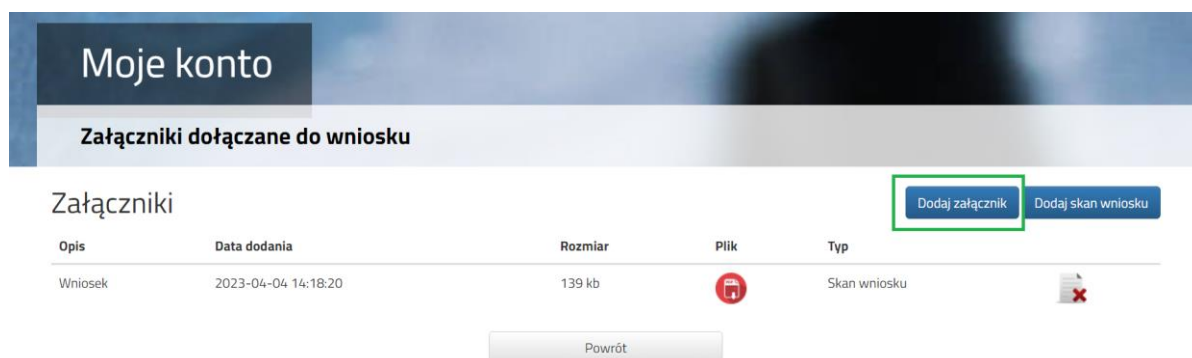 Moje konto
Załączniki dołączane do wniosku
Załączniki
Dodaj załącznik Dodaj skan wniosku
Opis Data dodania Rozmiar Plik Typ
Wniosek 2023-04-04 14:18:20 139 kb Skan wniosku
Powrót